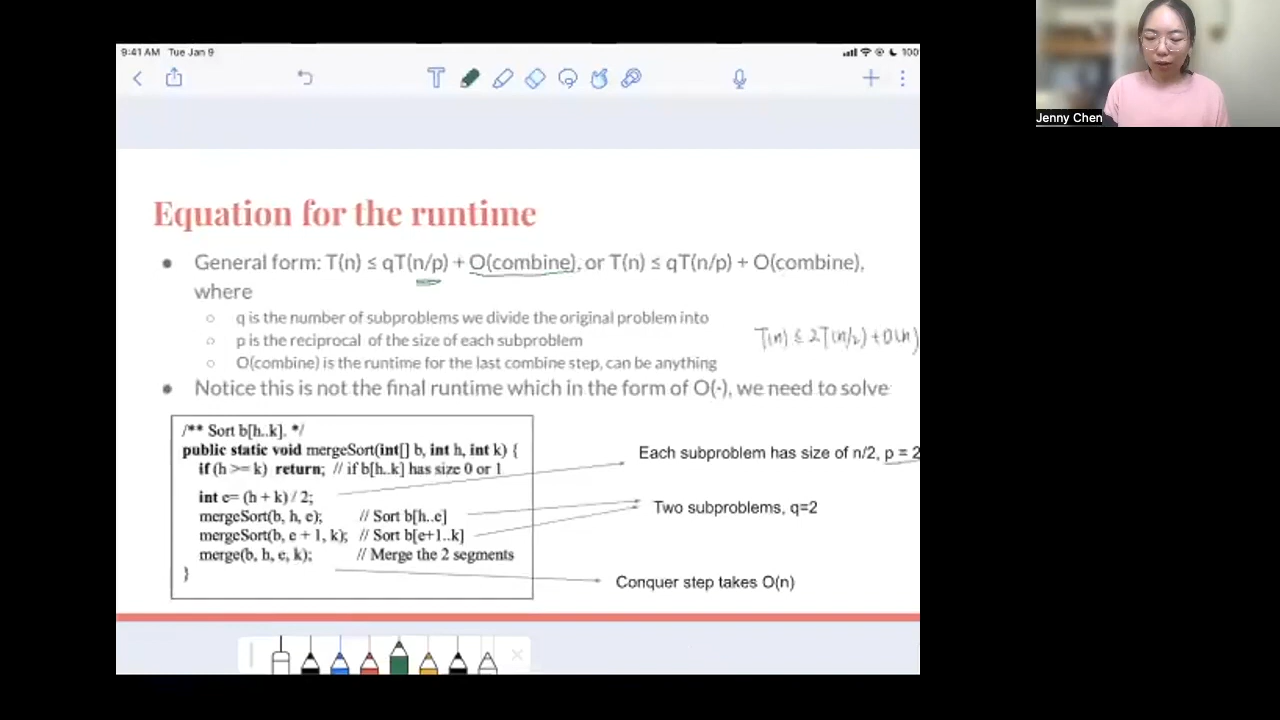 9:41 AM Tue Jan 9
100
Jenny Chen
Equation for the runtime
General form: T(n) ≤ qT(n/p) + O(combine), or T(n) ≤ qT(n/p) + O(combine),
where
q is the number of subproblems we divide the original problem into
p is the reciprocal of the size of each subproblem
T(n) ≤ 2T(n/2) + O(n)
O(combine) is the runtime for the last combine step, can be anything
Notice this is not the final runtime which in the form of O(·), we need to solve
/** Sort b[h..k]. */
public static void mergeSort(int[] b, int h, int k) {
if (h >= k) return; // if b[h..k] has size 0 or 1
int e= (h + k) / 2;
mergeSort(b, h, e); // Sort b[h..e]
mergeSort(b, e + 1, k); // Sort b[e+1..k]
merge(b, h, e, k); // Merge the 2 segments
}
Each subproblem has size of n/2, p = 2
Two subproblems, q=2
Conquer step takes O(n)